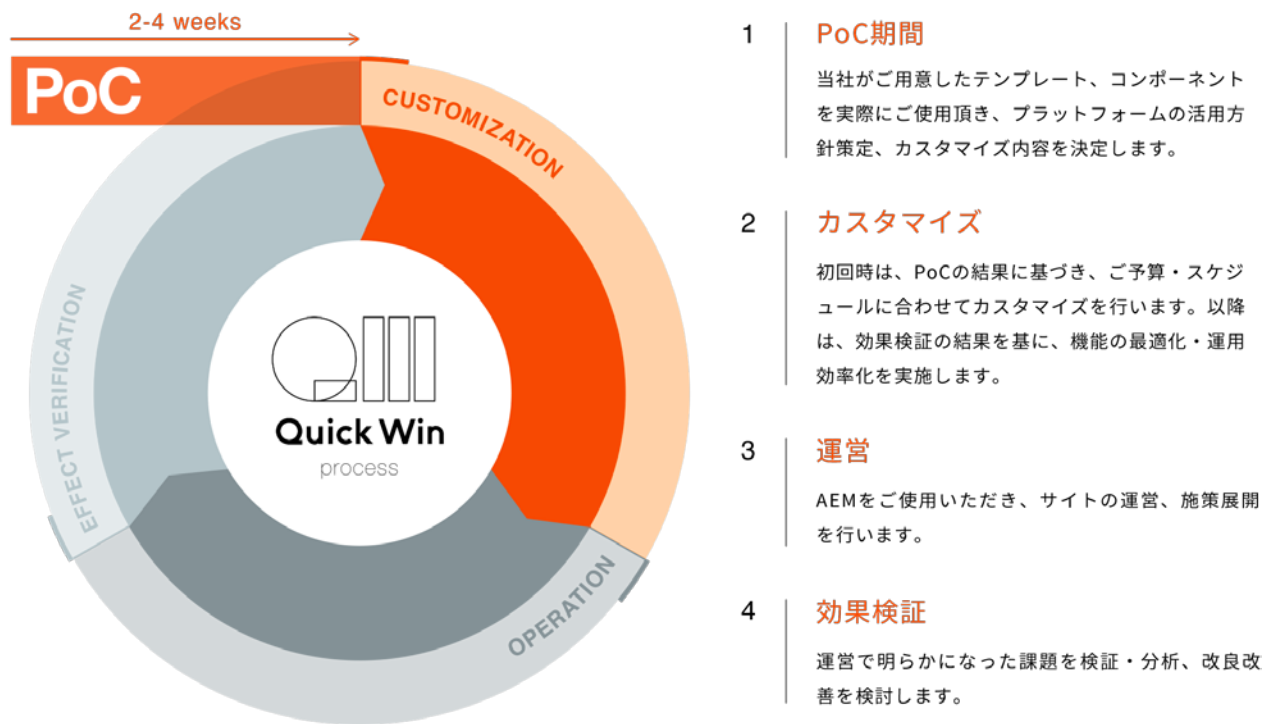 2-4 weeks
PoC
CUSTOMIZATION
OPERATION
EFFECT VERIFICATION
Quick Win
process
1
PoC期間
当社がご用意したテンプレート、コンポーネント
を実際にご使用頂き、プラットフォームの活用方
針策定、カスタマイズ内容を決定します。
2
カスタマイズ
初回時は、PoCの結果に基づき、ご予算・スケジ
ュールに合わせてカスタマイズを行います。以降
は、効果検証の結果を基に、機能の最適化・運用
効率化を実施します。
3
運営
AEMをご使用いただき、サイトの運営、施策展開
を行います。
4
効果検証
運営で明らかになった課題を検証・分析、改良改
善を検討します。